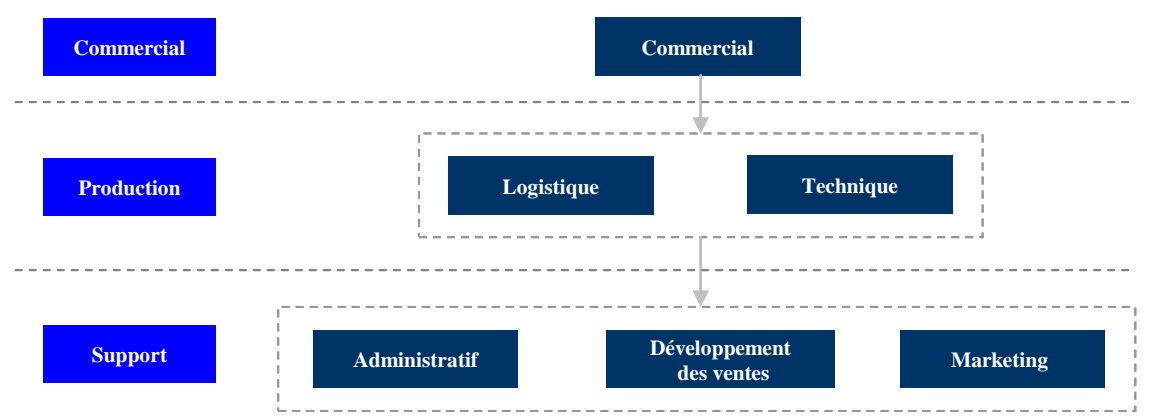 Commercial
Commercial
Production
Logistique
Technique
Support
Administratif
Développement
des ventes
Marketing